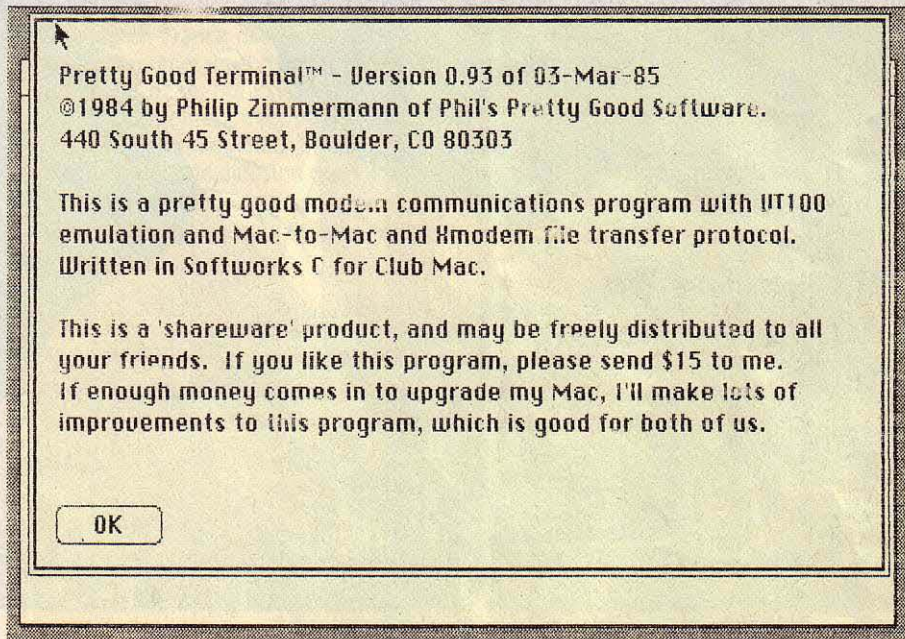 Pretty Good Terminal™ - Version 0.93 of 03-Mar-85
©1984 by Philip Zimmermann of Phil's Pretty Good Software.
440 South 45 Street, Boulder, CO 80303
This is a pretty good modem communications program with VT100
emulation and Mac-to-Mac and Xmodem file transfer protocol.
Written in Softworks C for Club Mac.
This is a 'shareware' product, and may be freely distributed to all
your friends.  If you like this program, please send $15 to me.
If enough money comes in to upgrade my Mac, I'll make lots of
improvements to this program, which is good for both of us.
OK